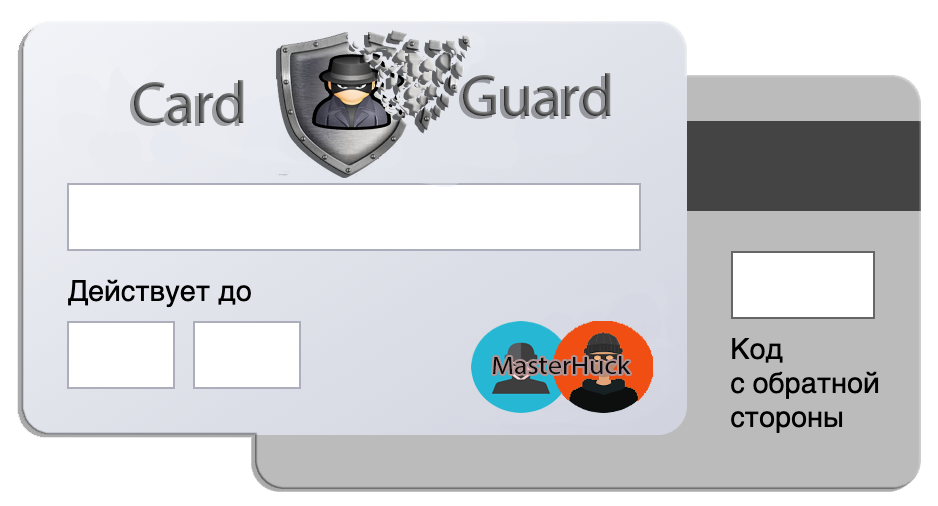 Card Guard
Действует до
MasterHuck
Код
с обратной
стороны